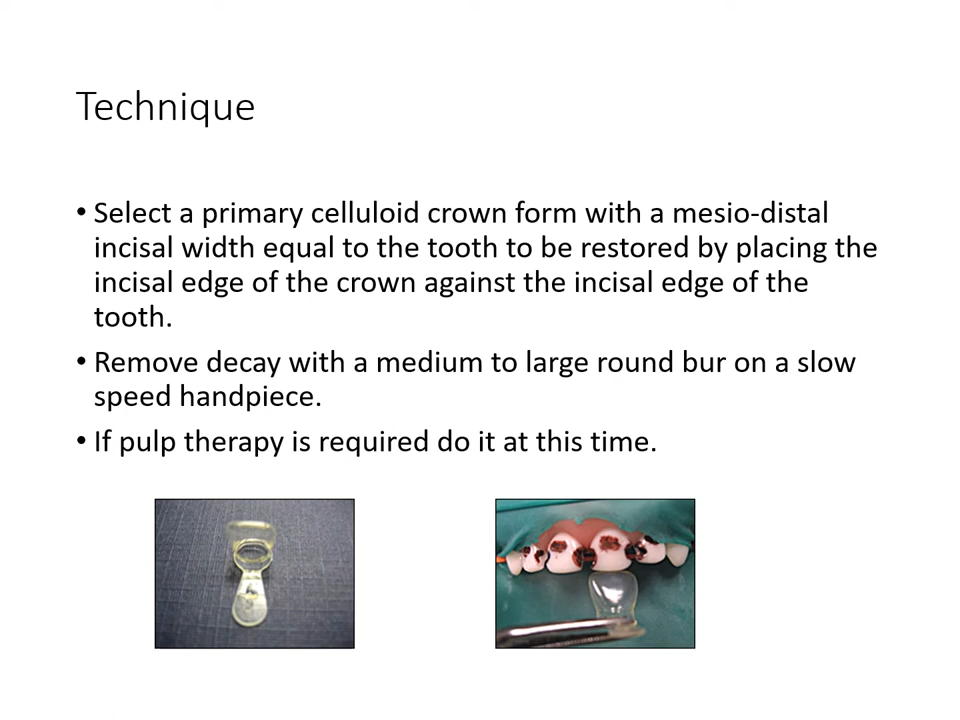 Technique
• Select a primary celluloid crown form with a mesio-distal
incisal width equal to the tooth to be restored by placing the
incisal edge of the crown against the incisal edge of the
tooth.
• Remove decay with a medium to large round bur on a slow
speed handpiece.
• If pulp therapy is required do it at this time.